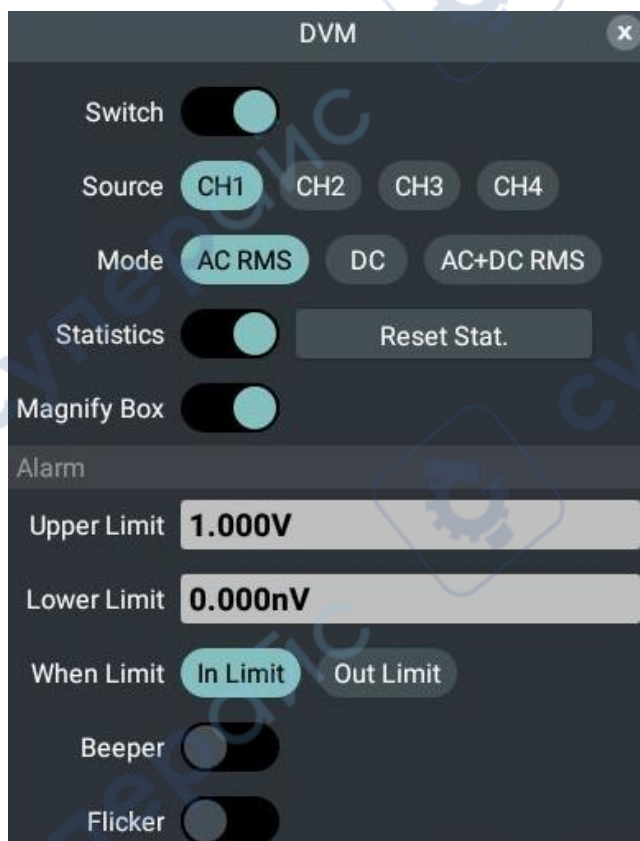 DVM x
Switch
Source CH1 CH2 CH3 CH4
Mode AC RMS DC AC+DC RMS
Statistics Reset Stat.
Magnify Box
Alarm
Upper Limit 1.000V
Lower Limit 0.000nV
When Limit In Limit Out Limit
Beeper
Flicker